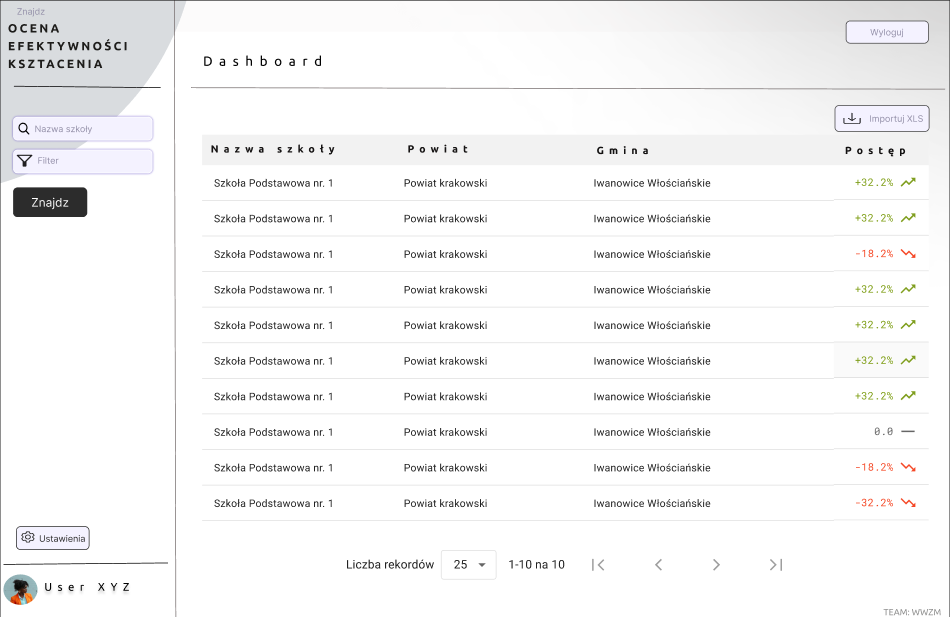 Znajdz
OCENA
EFEKTYWNOŚCI
KSZTACENIA
Nazwa szkoły
Filter
Znajdz
Ustawienia
User XYZ
Wyloguj
Dashboard
Importuj XLS
Nazwa szkoły Powiat Gmina Postęp
Szkoła Podstawowa nr. 1 Powiat krakowski Iwanowice Włościańskie +32.2%
Szkoła Podstawowa nr. 1 Powiat krakowski Iwanowice Włościańskie +32.2%
Szkoła Podstawowa nr. 1 Powiat krakowski Iwanowice Włościańskie -18.2%
Szkoła Podstawowa nr. 1 Powiat krakowski Iwanowice Włościańskie +32.2%
Szkoła Podstawowa nr. 1 Powiat krakowski Iwanowice Włościańskie +32.2%
Szkoła Podstawowa nr. 1 Powiat krakowski Iwanowice Włościańskie +32.2%
Szkoła Podstawowa nr. 1 Powiat krakowski Iwanowice Włościańskie +32.2%
Szkoła Podstawowa nr. 1 Powiat krakowski Iwanowice Włościańskie 0.0
Szkoła Podstawowa nr. 1 Powiat krakowski Iwanowice Włościańskie -18.2%
Szkoła Podstawowa nr. 1 Powiat krakowski Iwanowice Włościańskie -32.2%
Liczba rekordów 25 1-10 na 10
TEAM: WWZM